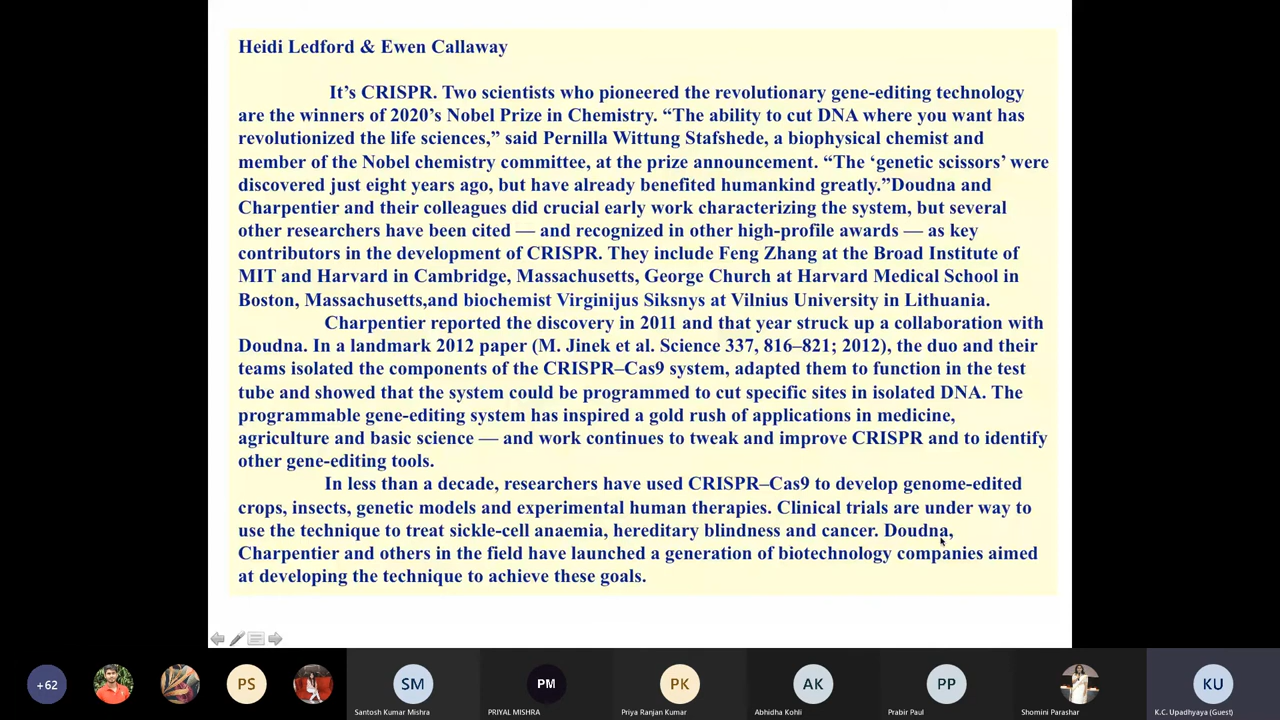 Heidi Ledford & Ewen Callaway
It’s CRISPR. Two scientists who pioneered the revolutionary gene-editing technology
are the winners of 2020’s Nobel Prize in Chemistry. “The ability to cut DNA where you want has
revolutionized the life sciences,” said Pernilla Wittung Stafshede, a biophysical chemist and
member of the Nobel chemistry committee, at the prize announcement. “The ‘genetic scissors’ were
discovered just eight years ago, but have already benefited humankind greatly.”Doudna and
Charpentier and their colleagues did crucial early work characterizing the system, but several
other researchers have been cited — and recognized in other high-profile awards — as key
contributors in the development of CRISPR. They include Feng Zhang at the Broad Institute of
MIT and Harvard in Cambridge, Massachusetts, George Church at Harvard Medical School in
Boston, Massachusetts,and biochemist Virginijus Siksnys at Vilnius University in Lithuania.
Charpentier reported the discovery in 2011 and that year struck up a collaboration with
Doudna. In a landmark 2012 paper (M. Jinek et al. Science 337, 816–821; 2012), the duo and their
teams isolated the components of the CRISPR–Cas9 system, adapted them to function in the test
tube and showed that the system could be programmed to cut specific sites in isolated DNA. The
programmable gene-editing system has inspired a gold rush of applications in medicine,
agriculture and basic science — and work continues to tweak and improve CRISPR and to identify
other gene-editing tools.
In less than a decade, researchers have used CRISPR–Cas9 to develop genome-edited
crops, insects, genetic models and experimental human therapies. Clinical trials are under way to
use the technique to treat sickle-cell anaemia, hereditary blindness and cancer. Doudna,
Charpentier and others in the field have launched a generation of biotechnology companies aimed
at developing the technique to achieve these goals.
+62 PS SM PM PK AK PP KU
Santosh Kumar Mishra PRIYAL MISHRA Priya Ranjan Kumar Abhidha Kohli Prabir Paul Shomini Parashar K.C. Upadhyaya (Guest)